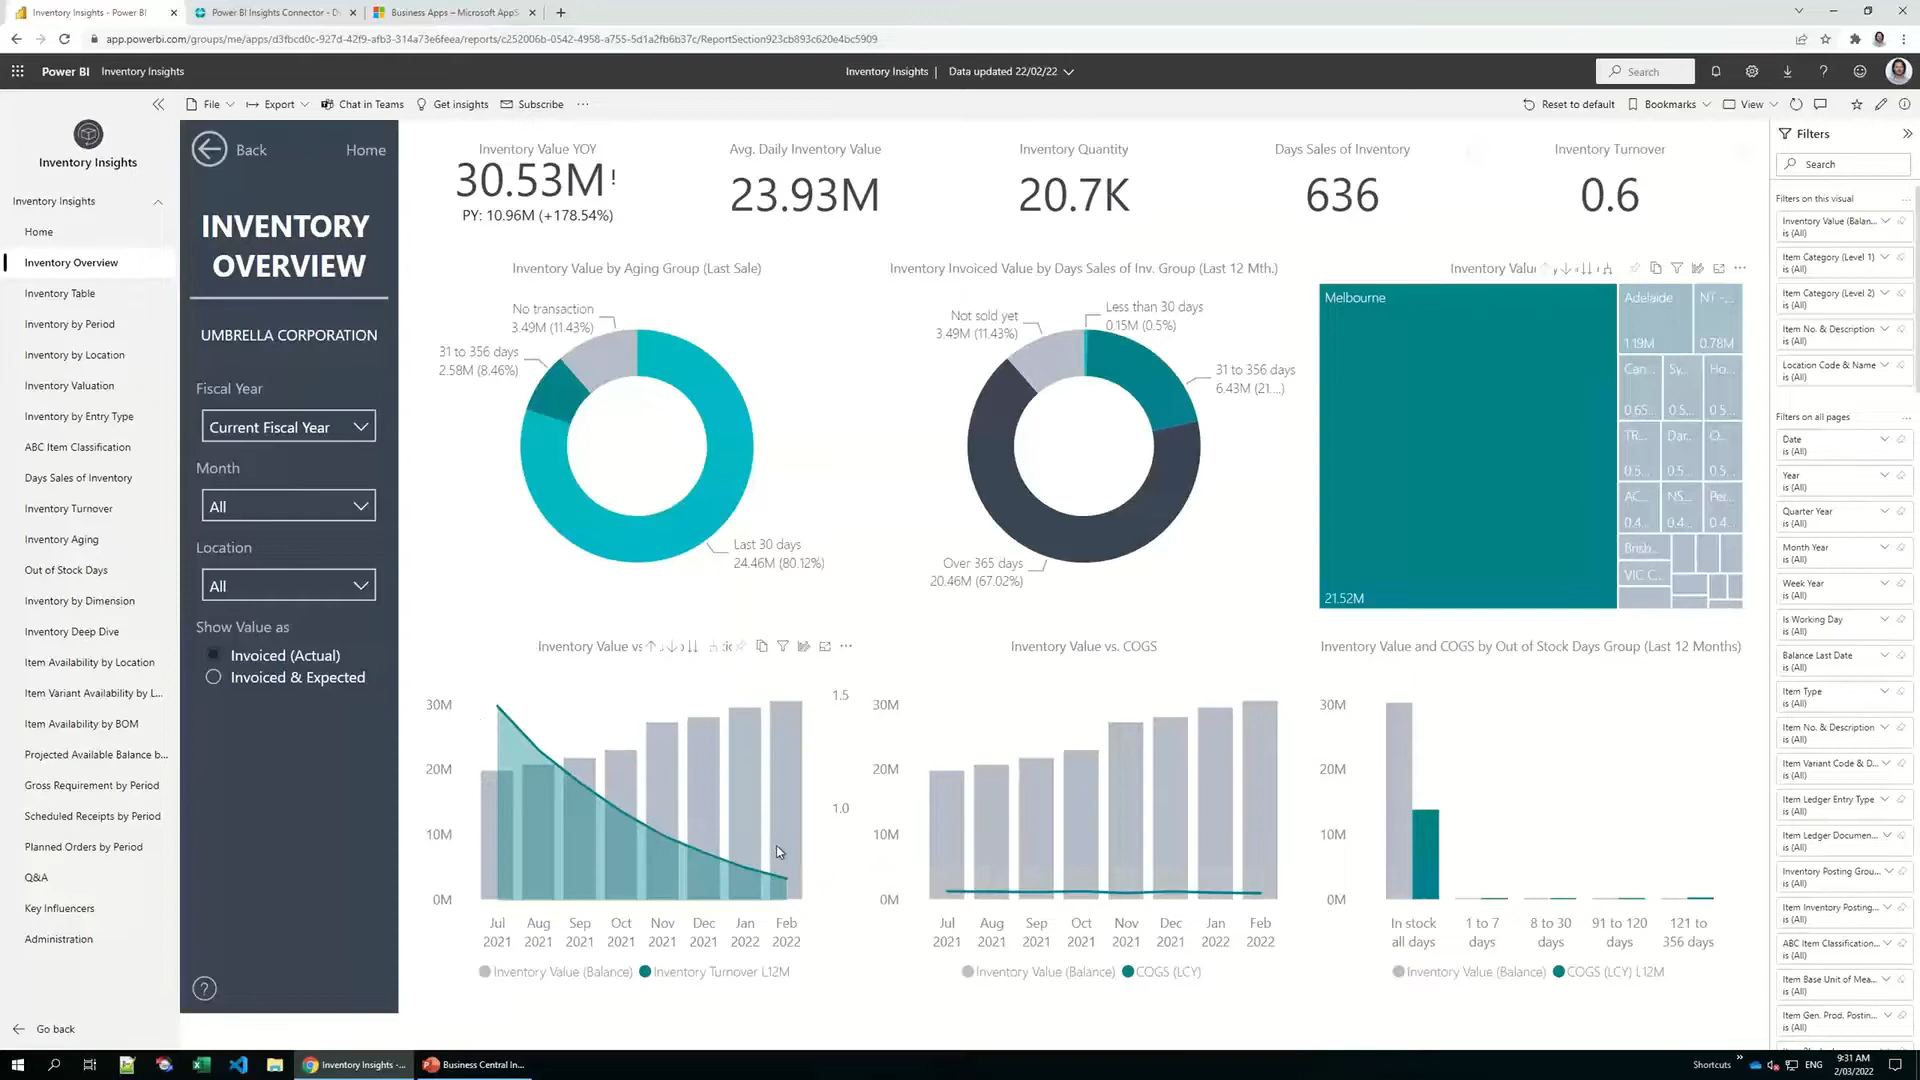 Inventory Insights - Power BI
Power BI Insights Connector - D
Business Apps – Microsoft AppS
app.powerbi.com/groups/me/apps/d3fbcd0c-927d-42f9-afb3-314a73e6feea/reports/c252006b-0542-4958-a755-5d1a2fb6b37c/ReportSection923cb893c620e4bc5909
Power BI Inventory Insights
Inventory Insights | Data updated 22/02/22
Search
File Export Chat in Teams Get insights Subscribe ...
Reset to default Bookmarks View
Inventory Insights
Inventory Insights
Home
Inventory Overview
Inventory Table
Inventory by Period
Inventory by Location
Inventory Valuation
Inventory by Entry Type
ABC Item Classification
Days Sales of Inventory
Inventory Turnover
Inventory Aging
Out of Stock Days
Inventory by Dimension
Inventory Deep Dive
Item Availability by Location
Item Variant Availability by L...
Item Availability by BOM
Projected Available Balance b...
Gross Requirement by Period
Scheduled Receipts by Period
Planned Orders by Period
Q&A
Key Influencers
Administration
Go back
Back Home
INVENTORY
OVERVIEW
UMBRELLA CORPORATION
Fiscal Year
Current Fiscal Year
Month
All
Location
All
Show Value as
Invoiced (Actual)
Invoiced & Expected
?
Inventory Value YOY
30.53M!
PY: 10.96M (+178.54%)
Avg. Daily Inventory Value
23.93M
Inventory Quantity
20.7K
Days Sales of Inventory
636
Inventory Turnover
0.6
Inventory Value by Aging Group (Last Sale)
No transaction
3.49M (11.43%)
31 to 356 days
2.58M (8.46%)
Last 30 days
24.46M (80.12%)
Inventory Invoiced Value by Days Sales of Inv. Group (Last 12 Mth.)
Not sold yet
3.49M (11.43%)
Less than 30 days
0.15M (0.5%)
31 to 356 days
6.43M (21....)
Over 365 days
20.46M (67.02%)
Inventory Valu
Melbourne
21.52M
Adelaide
1.19M
NT -...
0.78M
Can... Sy... Ho...
0.65... 0.5... 0.5...
TR... Dar... O...
0.5... 0.5... 0.5...
AC... NS... Per...
0.4... 0.4... 0.4...
Brisb...
VIC C...
Inventory Value vs
30M
20M
10M
0M
1.5
1.0
Jul 2021 Aug 2021 Sep 2021 Oct 2021 Nov 2021 Dec 2021 Jan 2022 Feb 2022
Inventory Value (Balance) Inventory Turnover L12M
Inventory Value vs. COGS
30M
20M
10M
0M
Jul 2021 Aug 2021 Sep 2021 Oct 2021 Nov 2021 Dec 2021 Jan 2022 Feb 2022
Inventory Value (Balance) COGS (LCY)
Inventory Value and COGS by Out of Stock Days Group (Last 12 Months)
30M
20M
10M
0M
In stock all days 1 to 7 days 8 to 30 days 91 to 120 days 121 to 356 days
Inventory Value (Balance) COGS (LCY) L12M
Filters
Search
Filters on this visual ...
Inventory Value (Balan...
is (All)
Item Category (Level 1)
is (All)
Item Category (Level 2)
is (All)
Item No. & Description
is (All)
Location Code & Name
is (All)
Filters on all pages ...
Date
is (All)
Year
is (All)
Quarter Year
is (All)
Month Year
is (All)
Week Year
is (All)
Is Working Day
is (All)
Balance Last Date
is (All)
Item Type
is (All)
Item No. & Description
is (All)
Item Variant Code & D...
is (All)
Item Ledger Entry Type
is (All)
Item Ledger Documen...
is (All)
Inventory Posting Grou...
is (All)
Item Inventory Posting...
is (All)
ABC Item Classification...
is (All)
Item Base Unit of Mea...
is (All)
Item Gen. Prod. Postin...
is (All)
Inventory Insights -...
Business Central In...
Shortcuts
ENG
9:31 AM
2/03/2022